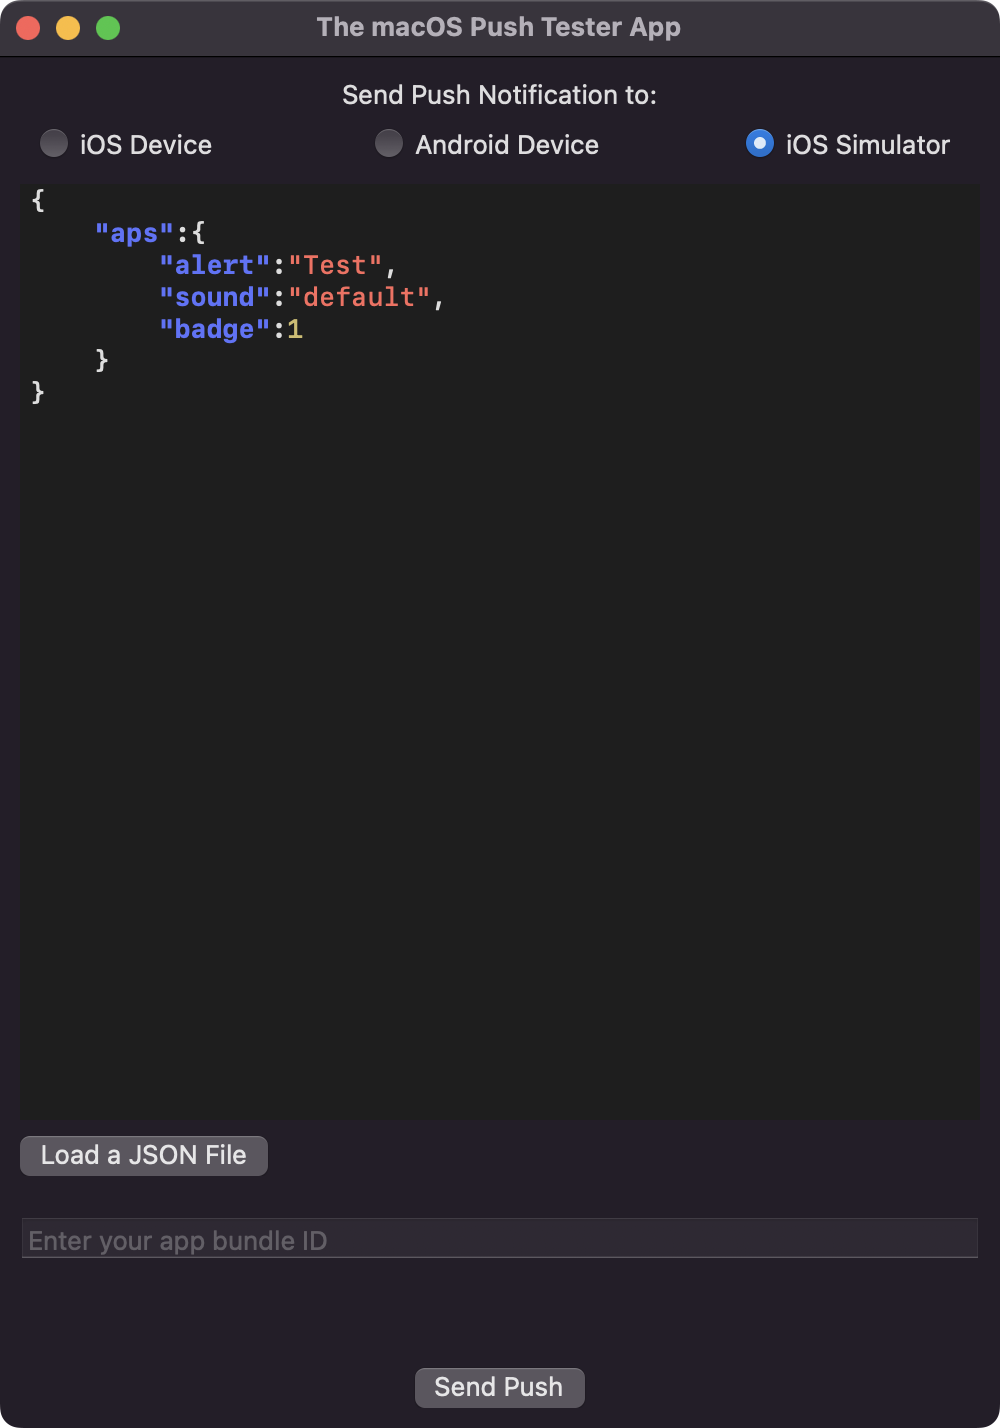 The macOS Push Tester App
Send Push Notification to:
iOS Device
Android Device
iOS Simulator
{
    "aps":{
        "alert":"Test",
        "sound":"default",
        "badge":1
    }
}
Load a JSON File
Enter your app bundle ID
Send Push